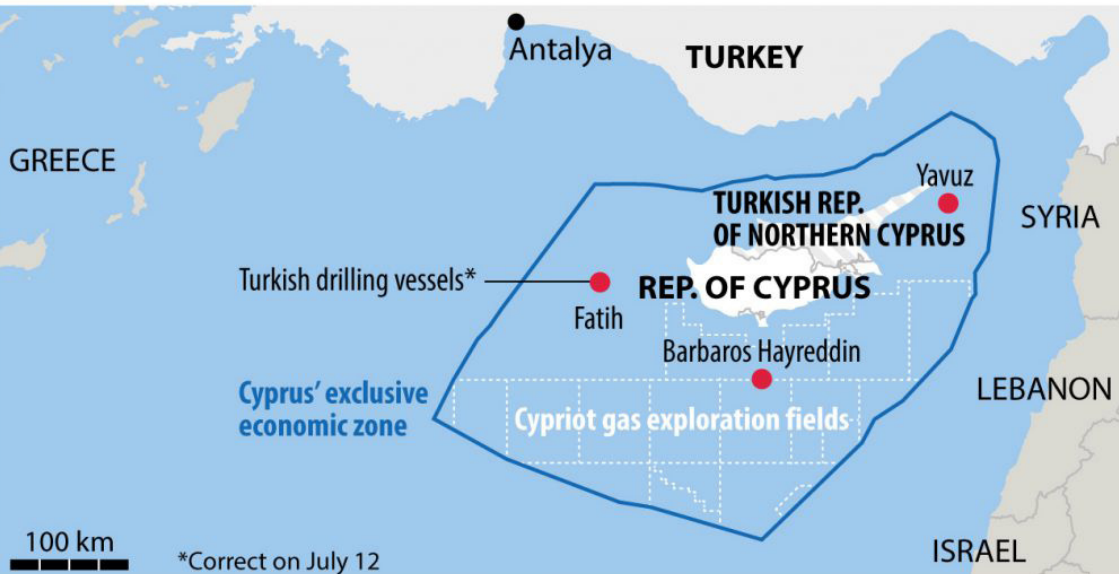 Antalya
TURKEY
GREECE
Yavuz
TURKISH REP.
OF NORTHERN CYPRUS
SYRIA
Turkish drilling vessels*
REP. OF CYPRUS
Fatih
Barbaros Hayreddin
LEBANON
Cyprus’ exclusive
economic zone
Cypriot gas exploration fields
100 km
*Correct on July 12
ISRAEL